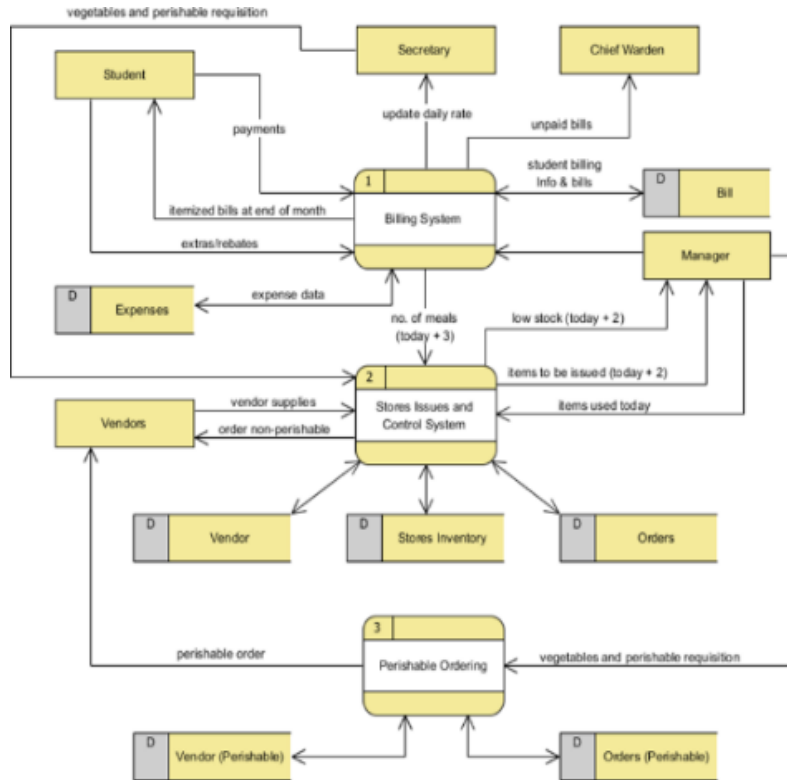 vegetables and perishable requisition
Secretary
Chief Warden
Student
payments
update daily rate
unpaid bills
1
Billing System
student billing
Info & bills
D
Bill
itemized bills at end of month
extras/rebates
Manager
D
Expenses
expense data
no. of meals
(today + 3)
low stock (today + 2)
2
Stores Issues and
Control System
items to be issued (today + 2)
items used today
Vendors
vendor supplies
order non-perishable
D
Vendor
D
Stores Inventory
D
Orders
3
Perishable Ordering
perishable order
vegetables and perishable requisition
D
Vendor (Perishable)
D
Orders (Perishable)